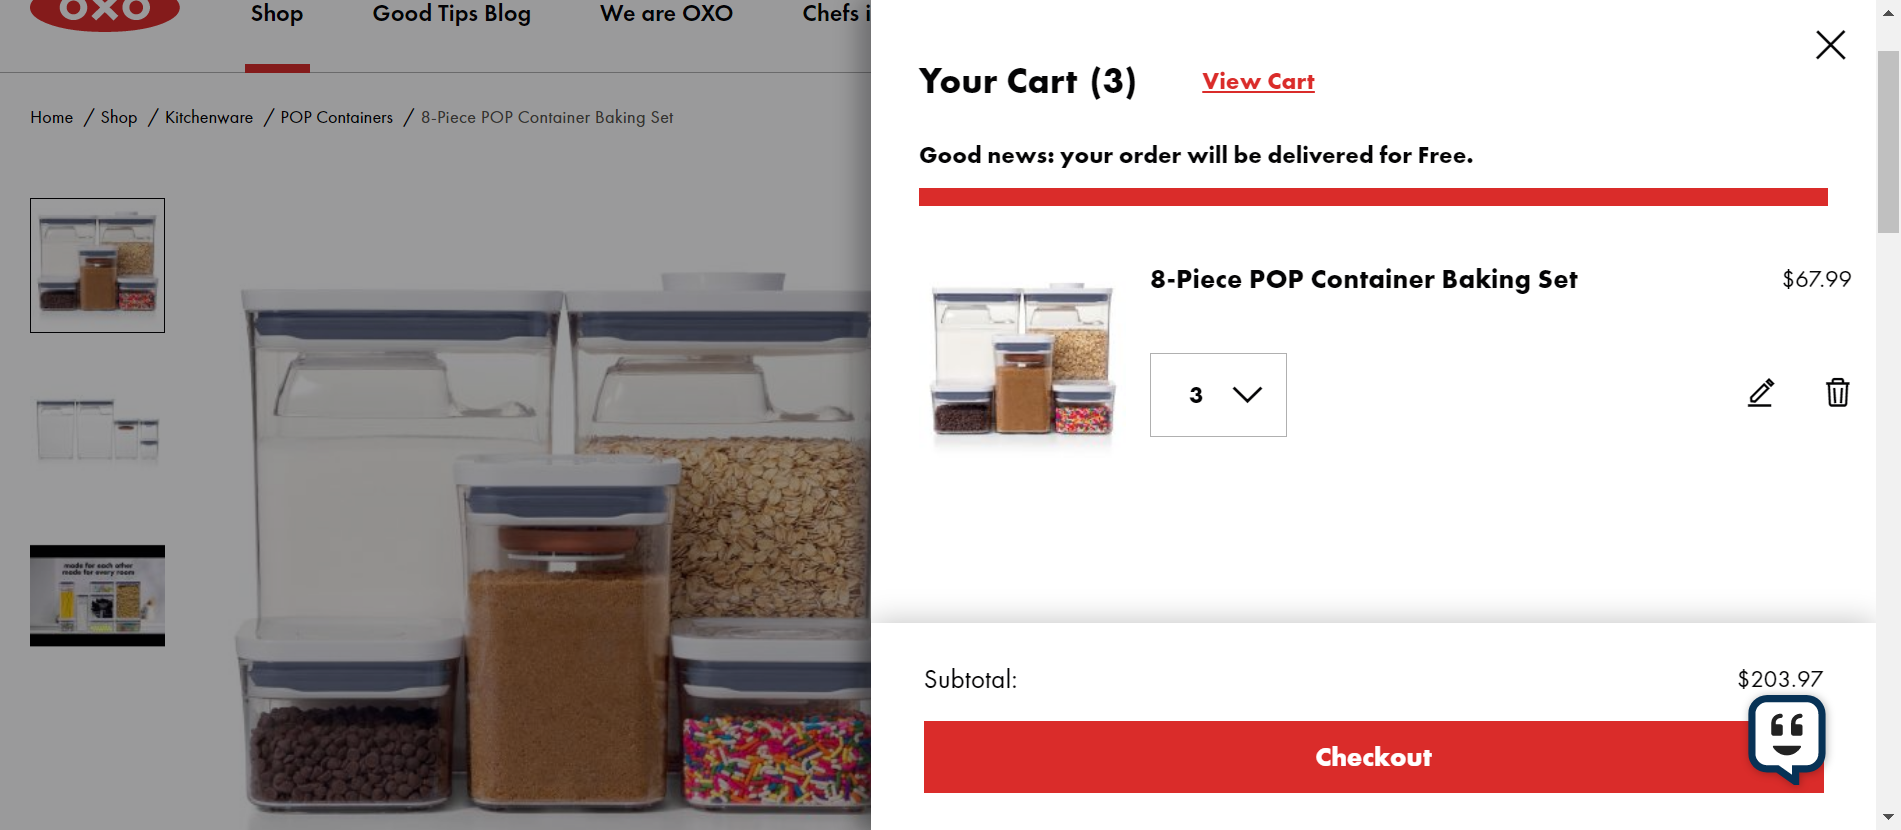 OXO
Shop
Good Tips Blog
We are OXO
Chefs i
Home / Shop / Kitchenware / POP Containers / 8-Piece POP Container Baking Set
made for each other
made for every room
Your Cart (3)
View Cart
Good news: your order will be delivered for Free.
8-Piece POP Container Baking Set
$67.99
3
Subtotal:
$203.97
Checkout